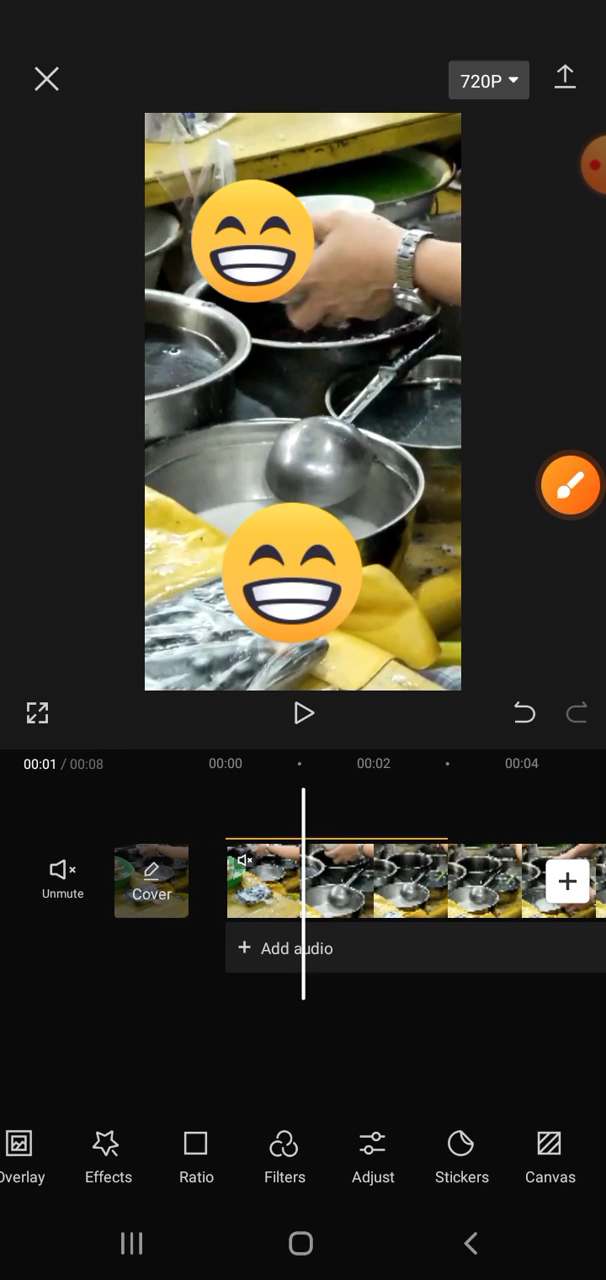 720P
00:01 / 00:08
00:00
00:02
00:04
Unmute
Cover
+ Add audio
Overlay
Effects
Ratio
Filters
Adjust
Stickers
Canvas